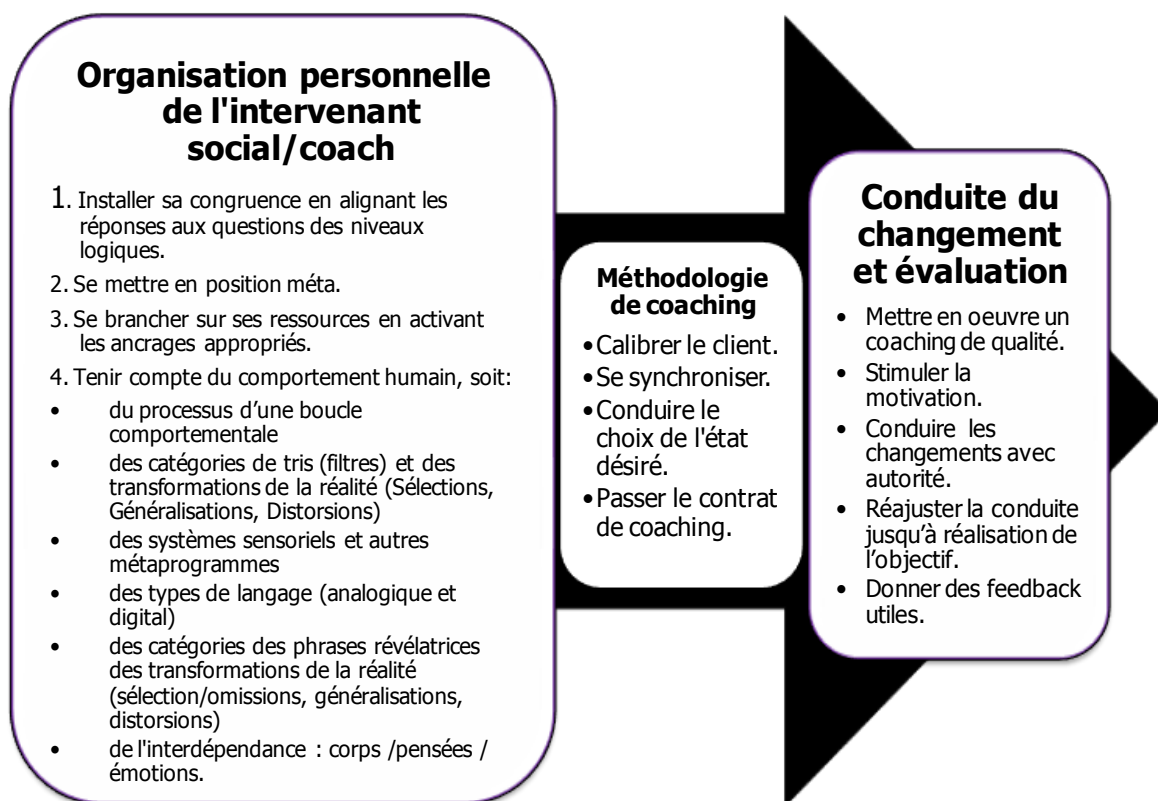 Organisation personnelle
de l'intervenant
social/coach
1. Installer sa congruence en alignant les
réponses aux questions des niveaux
logiques.
2. Se mettre en position méta.
3. Se brancher sur ses ressources en activant
les ancrages appropriés.
4. Tenir compte du comportement humain, soit:
• du processus d’une boucle
comportementale
• des catégories de tris (filtres) et des
transformations de la réalité (Sélections,
Généralisations, Distorsions)
• des systèmes sensoriels et autres
métaprogrammes
• des types de langage (analogique et
digital)
• des catégories des phrases révélatrices
des transformations de la réalité
(sélection/omissions, généralisations,
distorsions)
• de l'interdépendance : corps /pensées /
émotions.
Méthodologie
de coaching
• Calibrer le client.
• Se synchroniser.
• Conduire le
choix de l'état
désiré.
• Passer le contrat
de coaching.
Conduite du
changement
et évaluation
• Mettre en oeuvre un
coaching de qualité.
• Stimuler la
motivation.
• Conduire les
changements avec
autorité.
• Réajuster la conduite
jusqu’à réalisation de
l’objectif.
• Donner des feedback
utiles.